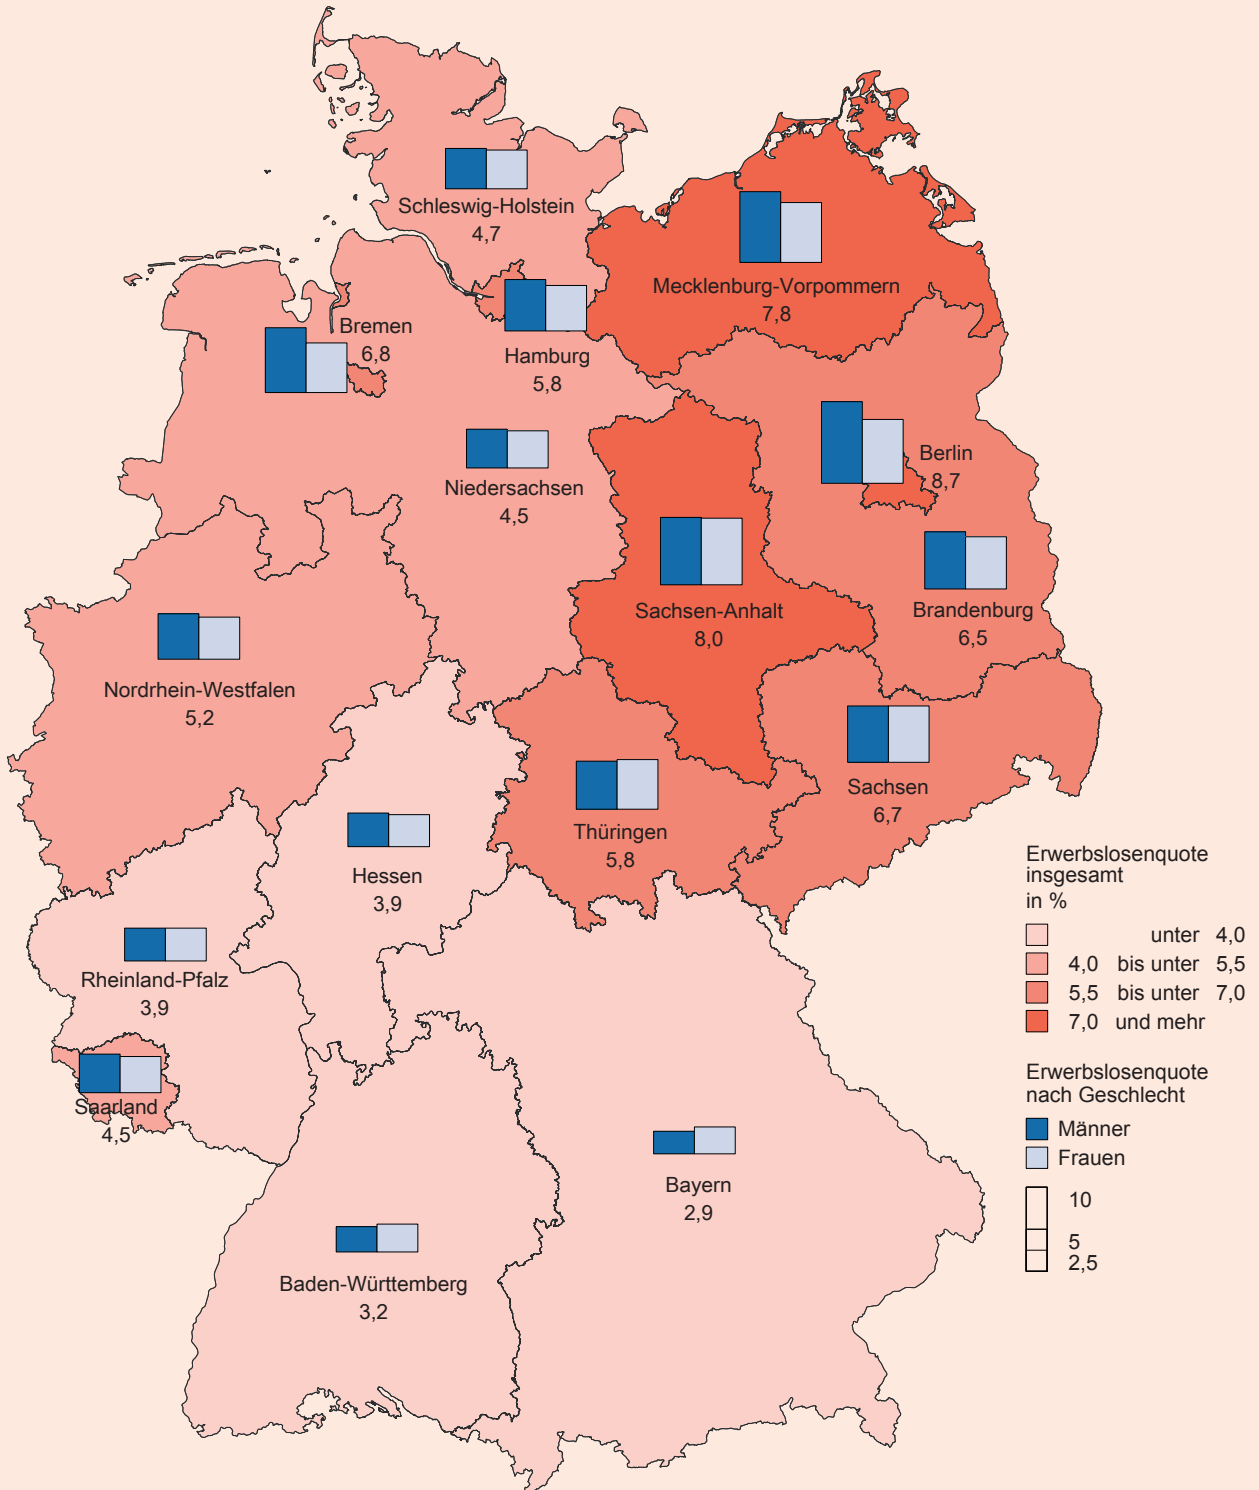 Schleswig-Holstein
4,7
Mecklenburg-Vorpommern
7,8
Bremen
6,8
Hamburg
5,8
Berlin
8,7
Niedersachsen
4,5
Sachsen-Anhalt
8,0
Brandenburg
6,5
Nordrhein-Westfalen
5,2
Sachsen
6,7
Thüringen
5,8
Hessen
3,9
Rheinland-Pfalz
3,9
Saarland
4,5
Bayern
2,9
Baden-Württemberg
3,2
Erwerbslosenquote
insgesamt
in %
unter 4,0
4,0 bis unter 5,5
5,5 bis unter 7,0
7,0 und mehr
Erwerbslosenquote
nach Geschlecht
Männer
Frauen
10
5
2,5